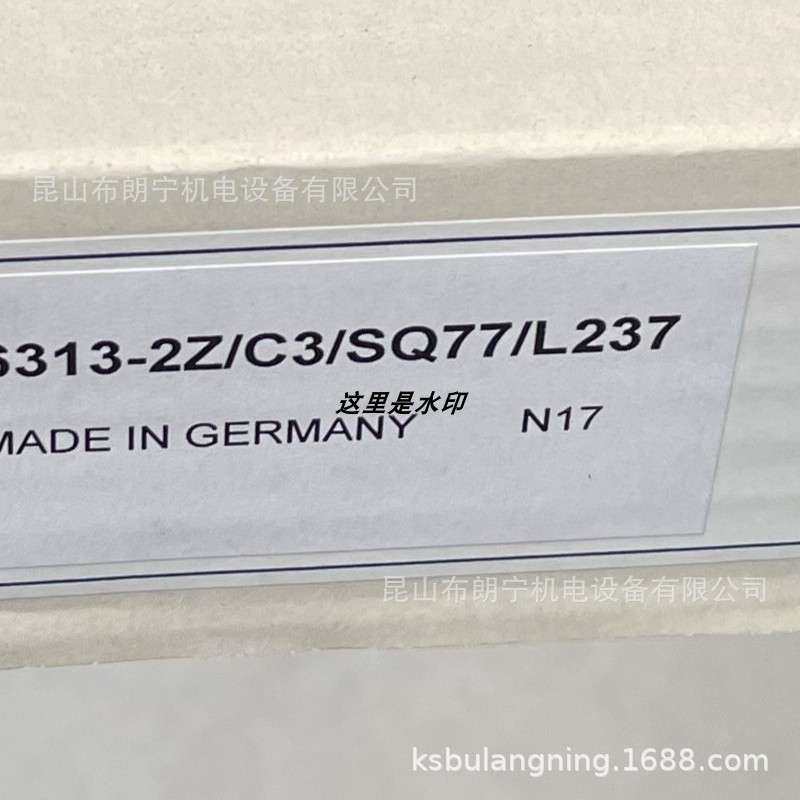 昆山布朗宁机电设备有限公司
6313-2Z/C3/SQ77/L237
这里是水印
MADE IN GERMANY N17
昆山布朗宁机电设备有限公司
ksbulangning.1688.com